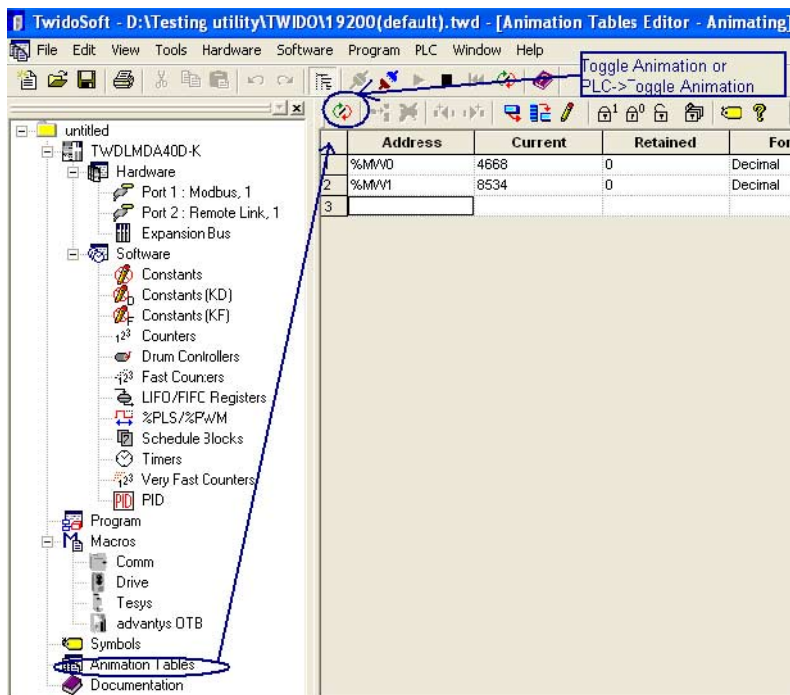 TwidoSoft - D:\Testing utility\TWIDO\19200(default).twd - [Animation Tables Editor - Animating]
File Edit View Tools Hardware Software Program PLC Window Help
Toggle Animation or
PLC->Toggle Animation
untitled
TWDLMDA40D-K
Hardware
Port 1 : Modbus, 1
Port 2 : Remote Link, 1
Expansion Bus
Software
Constants
Constants (KD)
Constants (KF)
Counters
Drum Controllers
Fast Counters
LIFO/FIFO Registers
%PLS/%PWM
Schedule Blocks
Timers
Very Fast Counters
PID
Program
Macros
Comm
Drive
Tesys
advantys OTB
Symbols
Animation Tables
Documentation
Address Current Retained For
1 %MW0 4668 0 Decimal
2 %MW1 8534 0 Decimal
3